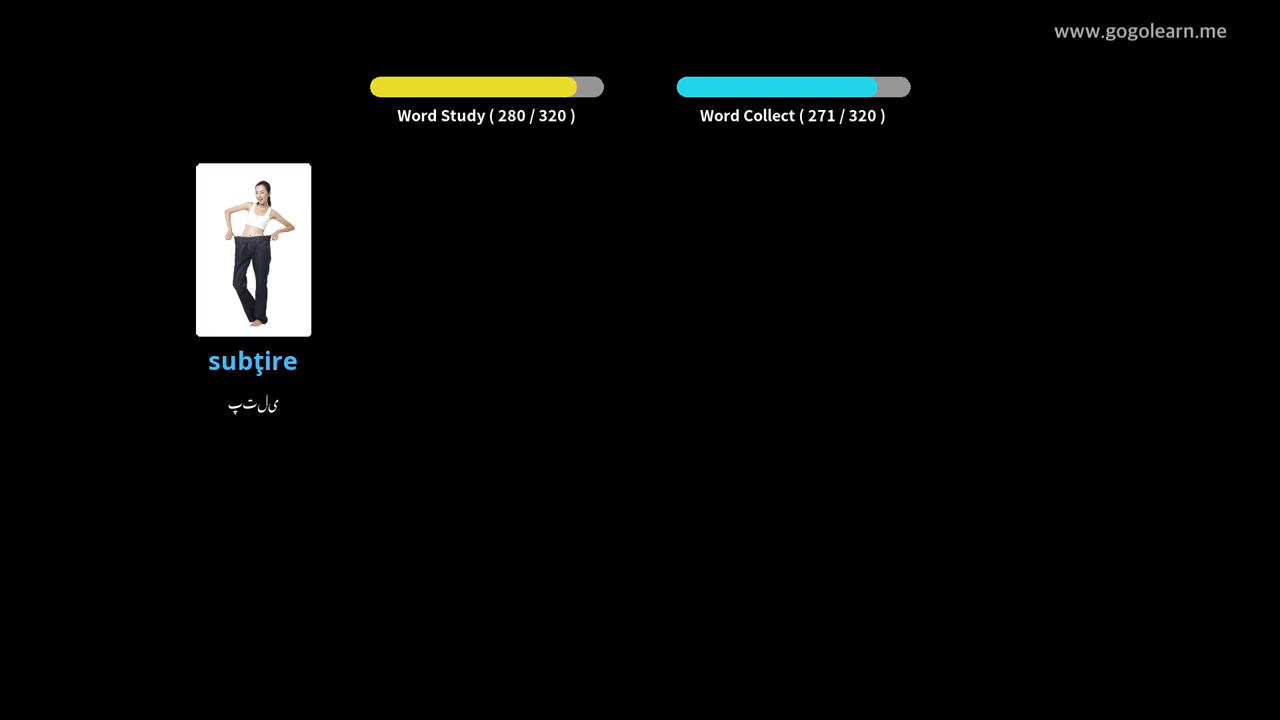 www.gogolearn.me
Word Study ( 280 / 320 )
Word Collect ( 271 / 320 )
subţire
پتلی